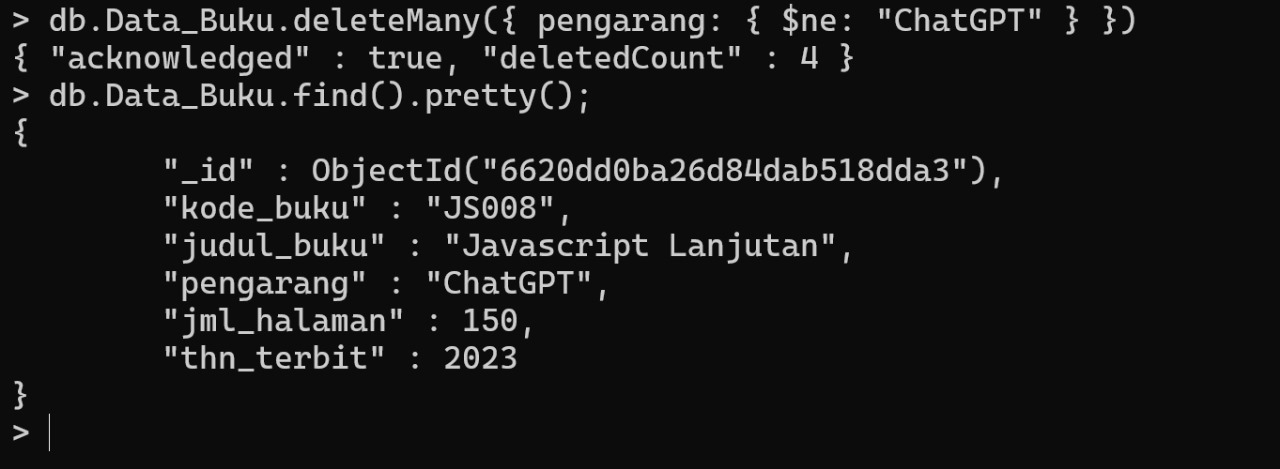 > db.Data_Buku.deleteMany({ pengarang: { $ne: "ChatGPT" } })
{ "acknowledged" : true, "deletedCount" : 4 }
> db.Data_Buku.find().pretty();
{
        "_id" : ObjectId("6620dd0ba26d84dab518dda3"),
        "kode_buku" : "JS008",
        "judul_buku" : "Javascript Lanjutan",
        "pengarang" : "ChatGPT",
        "jml_halaman" : 150,
        "thn_terbit" : 2023
}
>